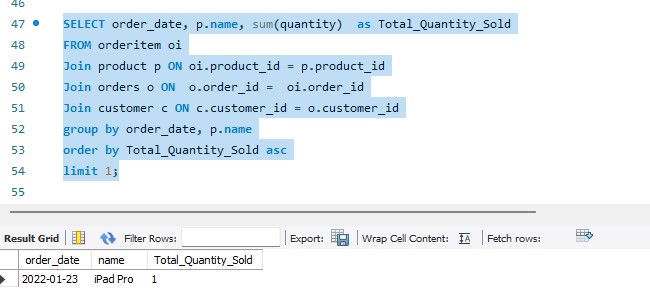 46
47 SELECT order_date, p.name, sum(quantity)  as Total_Quantity_Sold
48 FROM orderitem oi
49 Join product p ON oi.product_id = p.product_id
50 Join orders o ON  o.order_id =  oi.order_id
51 Join customer c ON c.customer_id = o.customer_id
52 group by order_date, p.name
53 order by Total_Quantity_Sold asc
54 limit 1;
55
Result Grid Filter Rows: Export: Wrap Cell Content: IA Fetch rows:
order_date name Total_Quantity_Sold
2022-01-23 iPad Pro 1